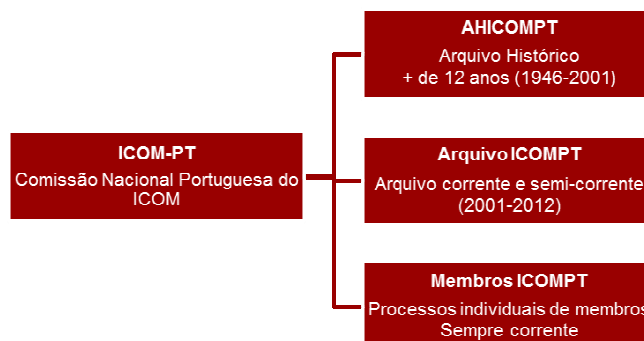 AHICOMPT
Arquivo Histórico
+ de 12 anos (1946-2001)
ICOM-PT
Comissão Nacional Portuguesa do
ICOM
Arquivo ICOMPT
Arquivo corrente e semi-corrente
(2001-2012)
Membros ICOMPT
Processos individuais de membros
Sempre corrente